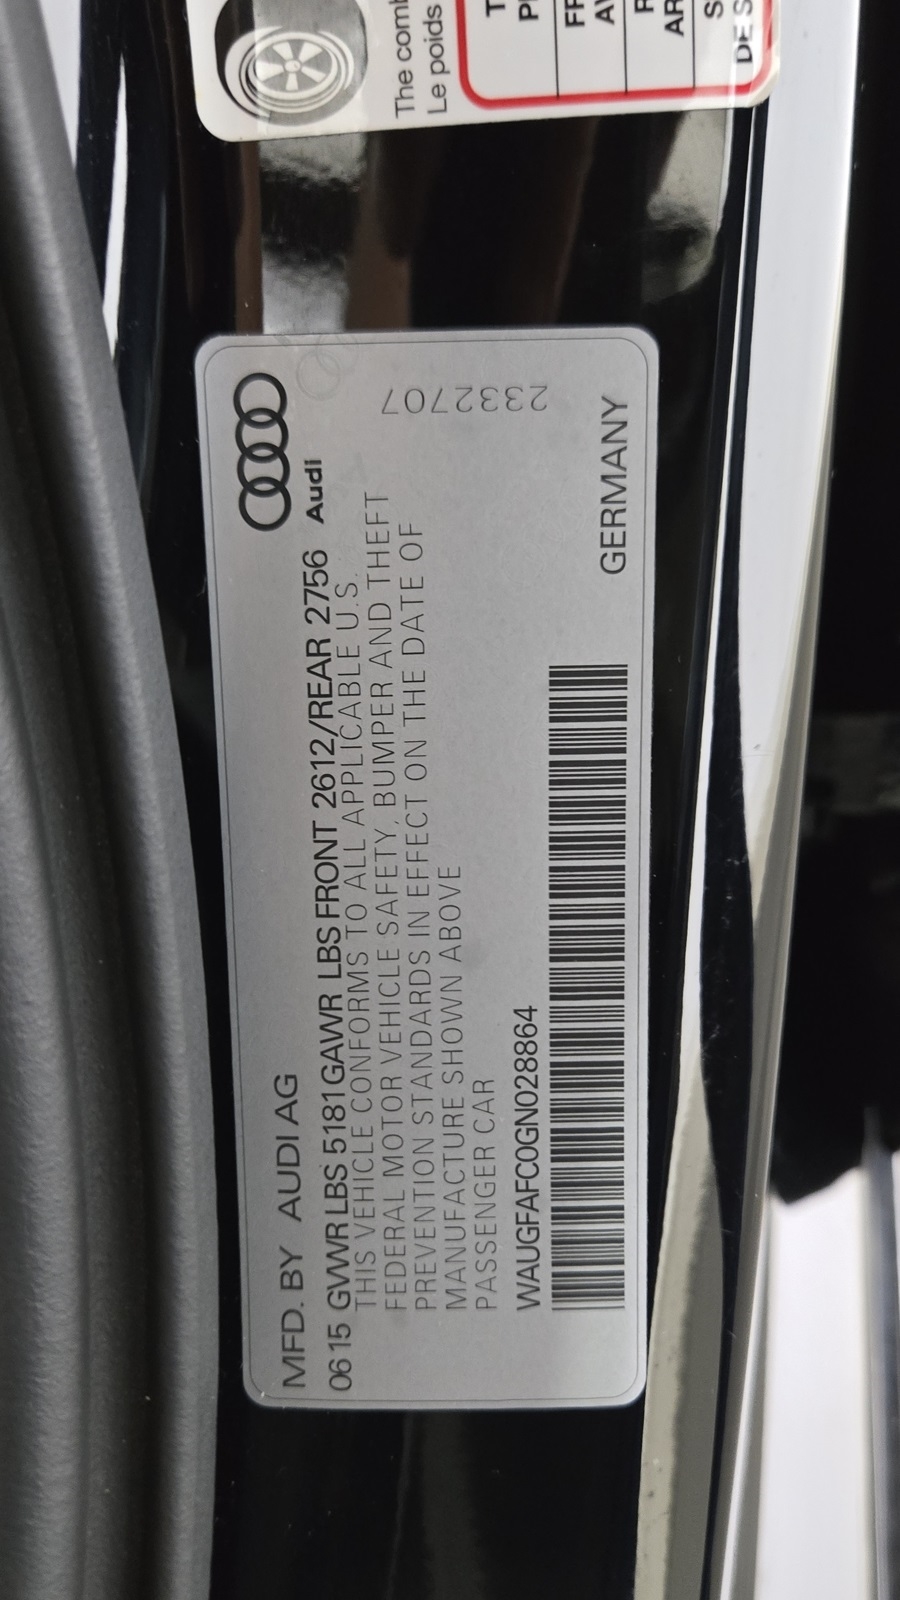 MFD. BY AUDI AG
Audi
06 15 GVWR LBS 5181 GAWR LBS FRONT 2612/REAR 2756
THIS VEHICLE CONFORMS TO ALL APPLICABLE U.S.
FEDERAL MOTOR VEHICLE SAFETY, BUMPER AND THEFT
PREVENTION STANDARDS IN EFFECT ON THE DATE OF
MANUFACTURE SHOWN ABOVE
PASSENGER CAR
2332707
WAUGFAFC0GN028864
GERMANY
The comb
Le poids